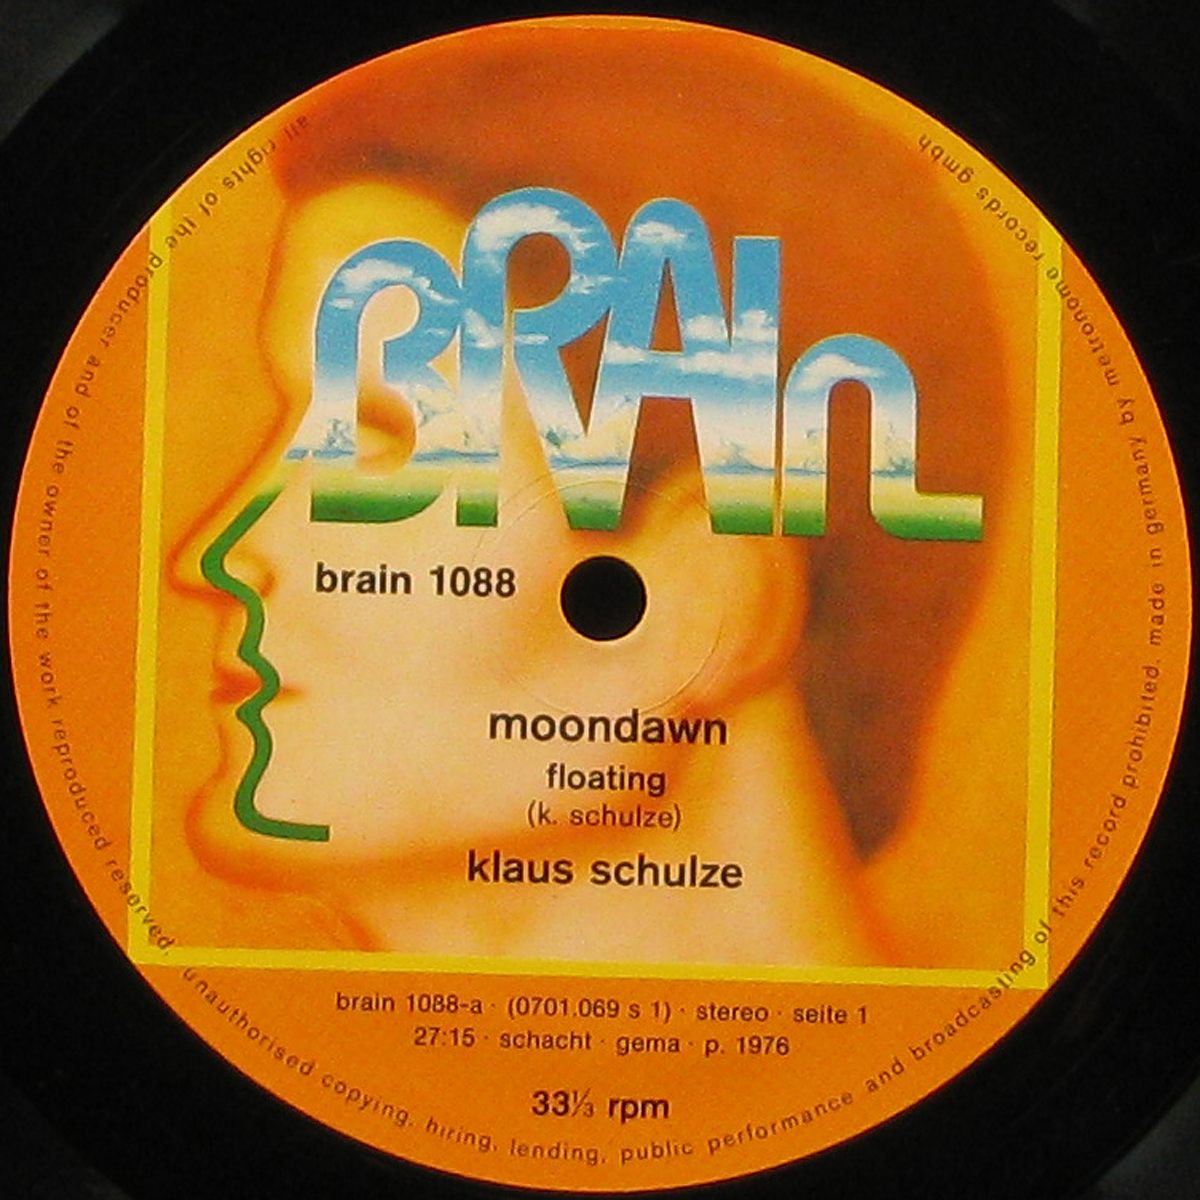 BRAIn
brain 1088
moondawn
floating
(k. schulze)
klaus schulze
brain 1088-a · (0701.069 s 1) · stereo · seite 1
27:15 · schacht · gema · p. 1976
33⅓ rpm
all rights of the producer and of the owner of the work reproduced reserved. unauthorised copying, hiring, lending, public performance and broadcasting of this record prohibited. made in germany by metronome records gmbh